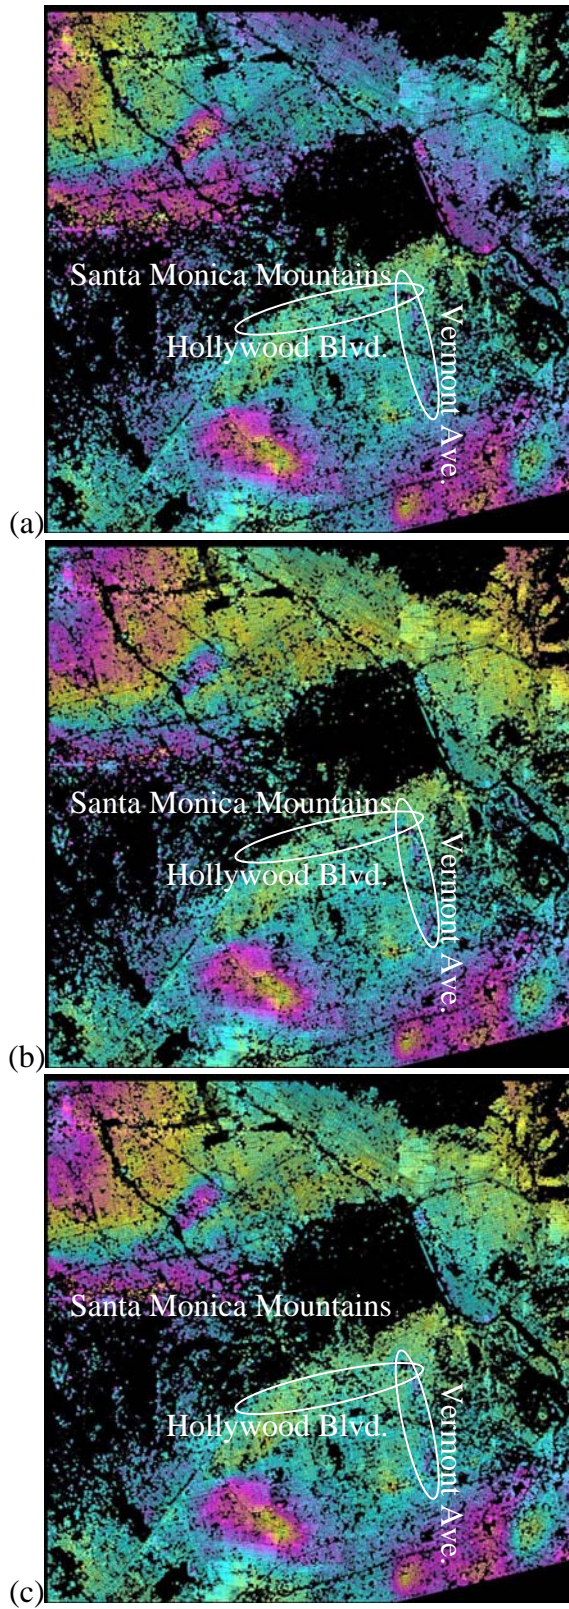 Santa Monica Mountains
Hollywood Blvd.
Vermont Ave.
(a)
Santa Monica Mountains
Hollywood Blvd.
Vermont Ave.
(b)
Santa Monica Mountains
Hollywood Blvd.
Vermont Ave.
(c)